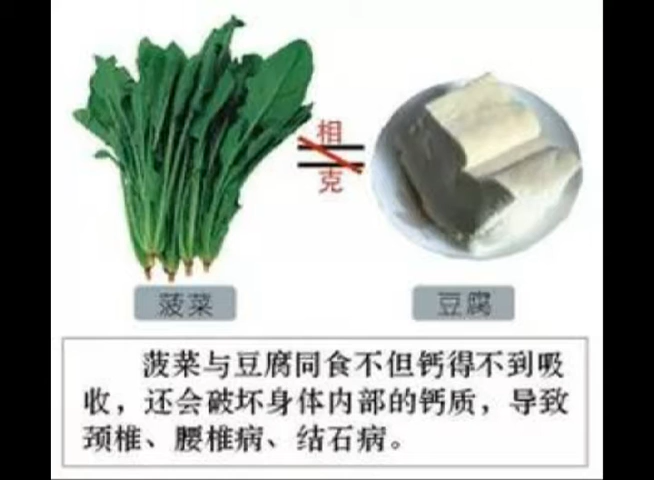 相
克
菠菜
豆腐
菠菜与豆腐同食不但钙得不到吸
收，还会破坏身体内部的钙质，导致
颈椎、腰椎病、结石病。